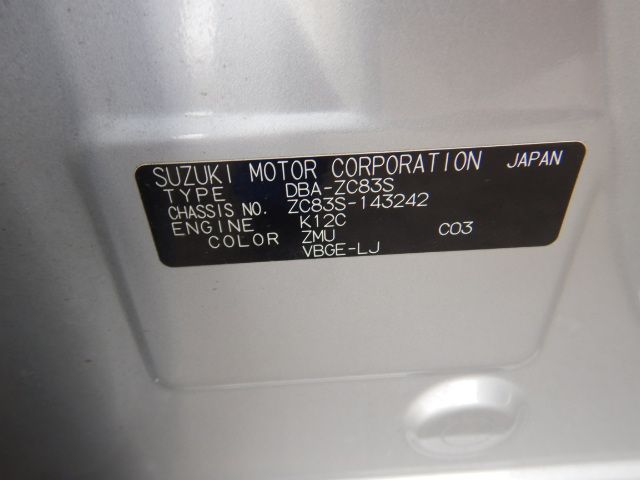 SUZUKI MOTOR CORPORATION JAPAN
TYPE DBA-ZC83S
CHASSIS NO. ZC83S-143242
ENGINE K12C
COLOR ZMU C03
VBGE-LJ